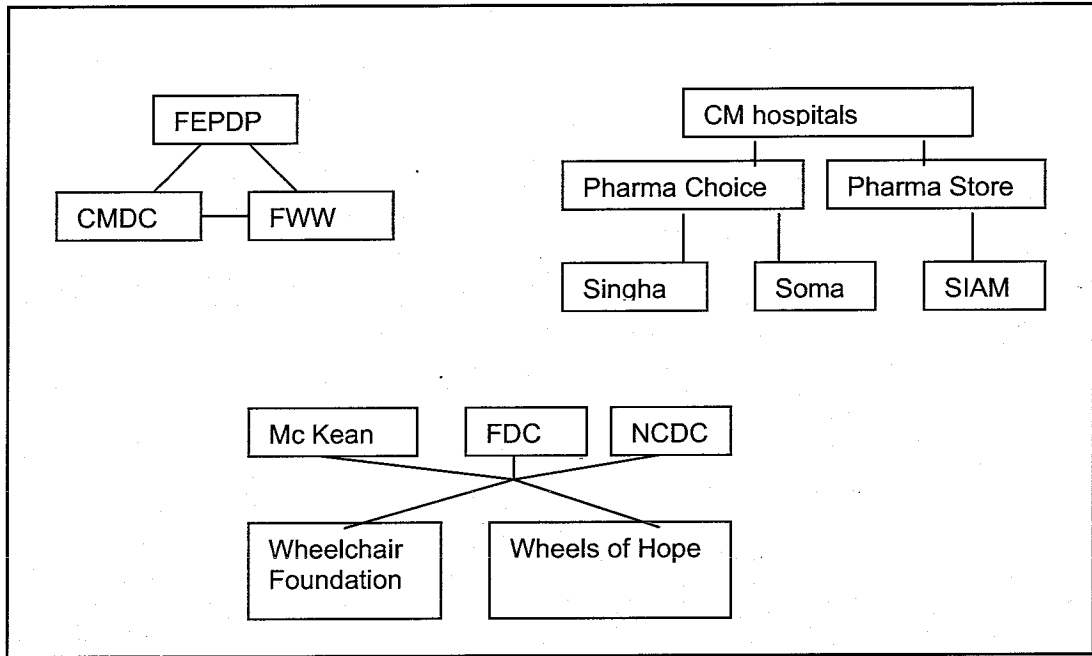 FEPDP
CMDC
FWW
CM hospitals
Pharma Choice
Pharma Store
Singha
Soma
SIAM
Mc Kean
FDC
NCDC
Wheelchair
Foundation
Wheels of Hope